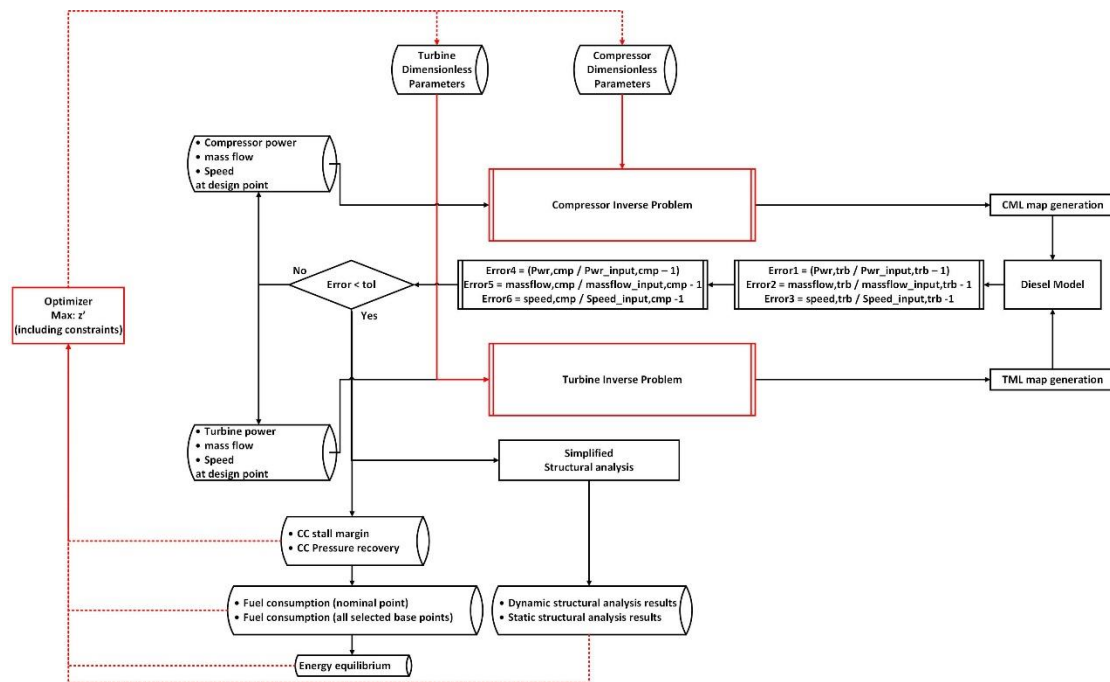 Turbine
Dimensionless
Parameters
Compressor
Dimensionless
Parameters
• Compressor power
• mass flow
• Speed
at design point
Compressor Inverse Problem
CML map generation
No
Error < tol
Yes
Error4 = (Pwr,cmp / Pwr_input,cmp – 1)
Error5 = massflow,cmp / massflow_input,cmp - 1
Error6 = speed,cmp / Speed_input,cmp -1
Error1 = (Pwr,trb / Pwr_input,trb – 1)
Error2 = massflow,trb / massflow_input,trb - 1
Error3 = speed,trb / Speed_input,trb -1
Diesel Model
Optimizer
Max: z'
(including constraints)
Turbine Inverse Problem
TML map generation
• Turbine power
• mass flow
• Speed
at design point
Simplified
Structural analysis
• CC stall margin
• CC Pressure recovery
• Fuel consumption (nominal point)
• Fuel consumption (all selected base points)
• Dynamic structural analysis results
• Static structural analysis results
Energy equilibrium